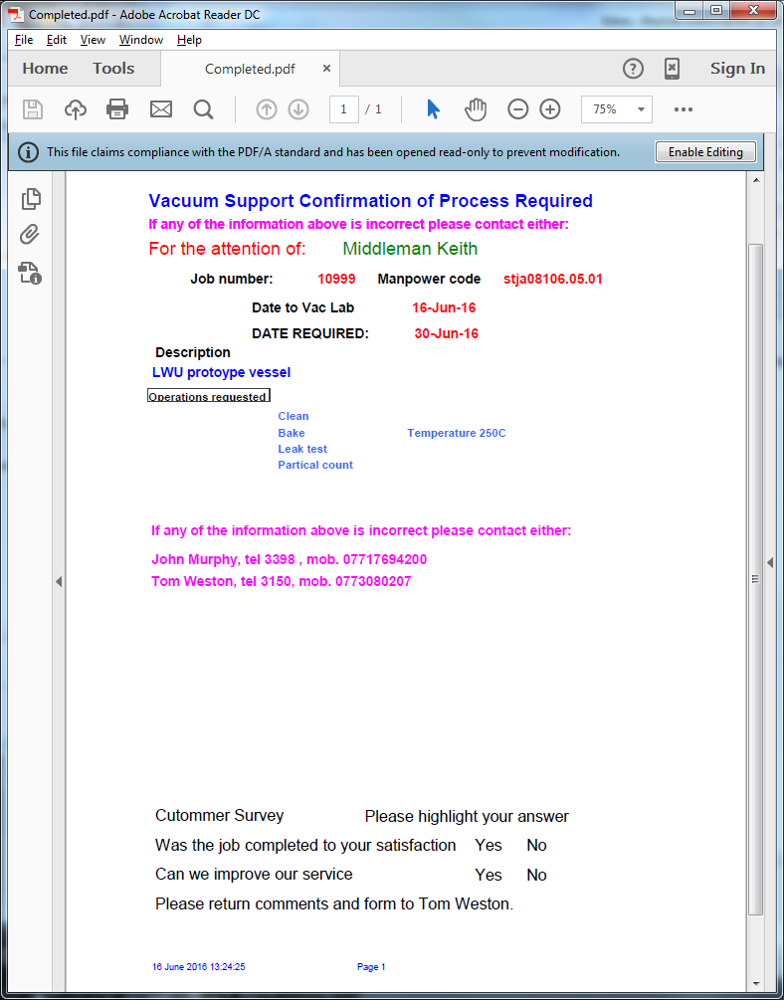 Completed.pdf - Adobe Acrobat Reader DC
File Edit View Window Help
Home Tools Completed.pdf × ? Sign In
1 / 1 75%
This file claims compliance with the PDF/A standard and has been opened read-only to prevent modification. Enable Editing
Vacuum Support Confirmation of Process Required
If any of the information above is incorrect please contact either:
For the attention of: Middleman Keith
Job number: 10999 Manpower code stja08106.05.01
Date to Vac Lab 16-Jun-16
DATE REQUIRED: 30-Jun-16
Description
LWU protoype vessel
Operations requested
Clean
Bake Temperature 250C
Leak test
Partical count
If any of the information above is incorrect please contact either:
John Murphy, tel 3398 , mob. 07717694200
Tom Weston, tel 3150, mob. 0773080207
Cutommer Survey Please highlight your answer
Was the job completed to your satisfaction Yes No
Can we improve our service Yes No
Please return comments and form to Tom Weston.
16 June 2016 13:24:25 Page 1